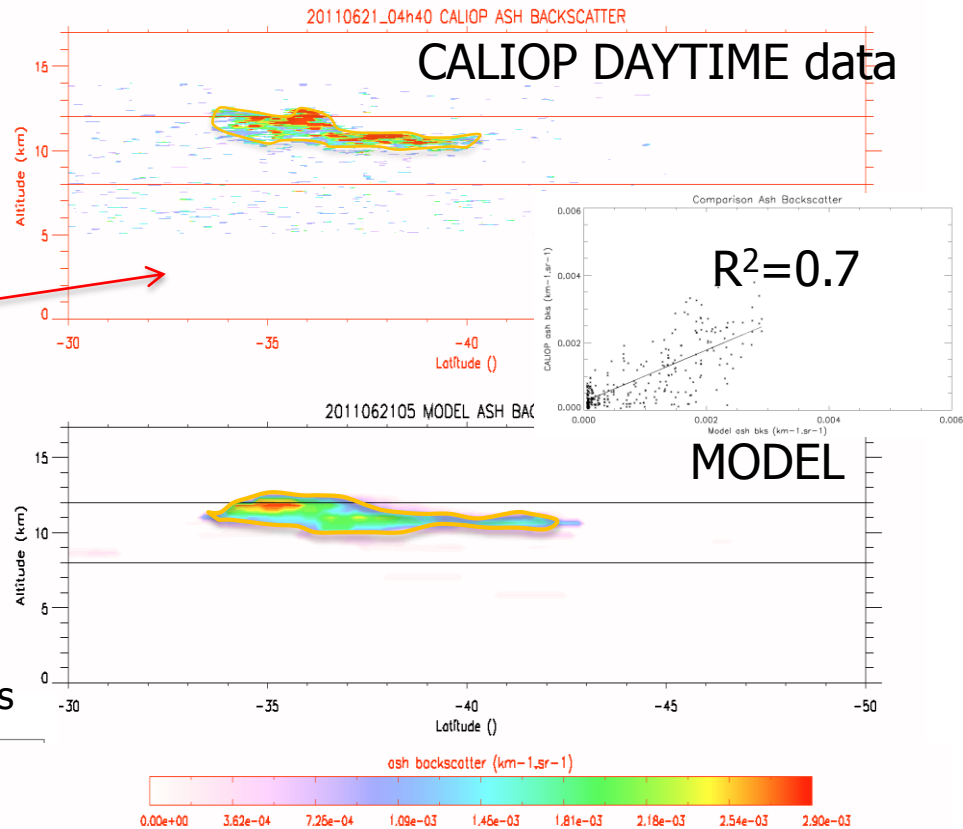 20110621_04h40 CALIOP ASH BACKSCATTER
CALIOP DAYTIME data
15
10
5
0
Altitude (km)
-30
-35
-40
Latitude ()
Comparison Ash Backscatter
R²=0.7
0.006
0.004
0.002
0.000
CALIOP ash bks (km-1.sr-1)
0.000
0.002
0.004
0.006
Model ash bks (km-1.sr-1)
2011062105 MODEL ASH BAC
MODEL
15
10
5
0
Altitude (km)
s
-30
-35
-40
-45
-50
Latitude ()
ash backscatter (km-1.sr-1)
0.00e+00
3.62e-04
7.25e-04
1.09e-03
1.45e-03
1.81e-03
2.18e-03
2.54e-03
2.90e-03